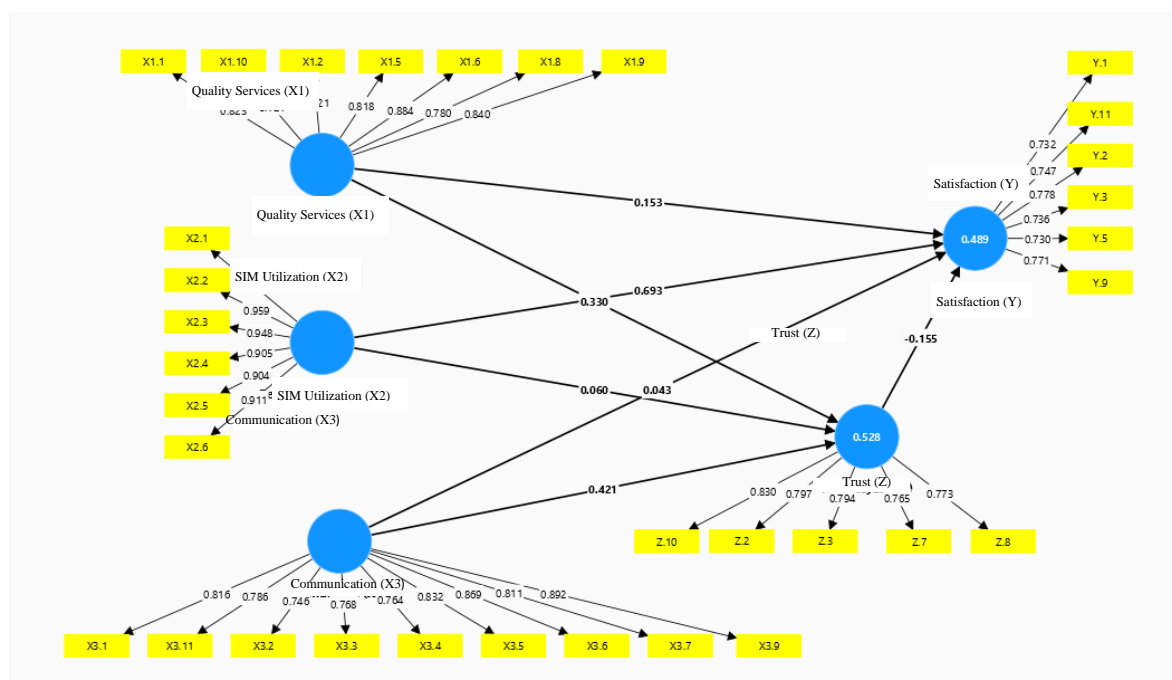 X1.1 X1.10 X1.2 X1.5 X1.6 X1.8 X1.9
Quality Services (X1)
0.818 0.884 0.780 0.840
Quality Services (X1)
X2.1
X2.2
X2.3
X2.4
X2.5
X2.6
SIM Utilization (X2)
0.959
0.948
0.905
0.904
0.911
SIM Utilization (X2)
Communication (X3)
0.153
0.330
0.693
0.060
0.043
0.421
-0.155
Trust (Z)
Satisfaction (Y)
0.489
Satisfaction (Y)
Y.1
Y.11
Y.2
Y.3
Y.5
Y.9
0.732
0.747
0.778
0.736
0.730
0.771
0.528
Trust (Z)
0.830 0.797 0.794 0.765 0.773
Z.10 Z.2 Z.3 Z.7 Z.8
Communication (X3)
0.816 0.786 0.746 0.768 0.764 0.832 0.869 0.811 0.892
X3.1 X3.11 X3.2 X3.3 X3.4 X3.5 X3.6 X3.7 X3.9